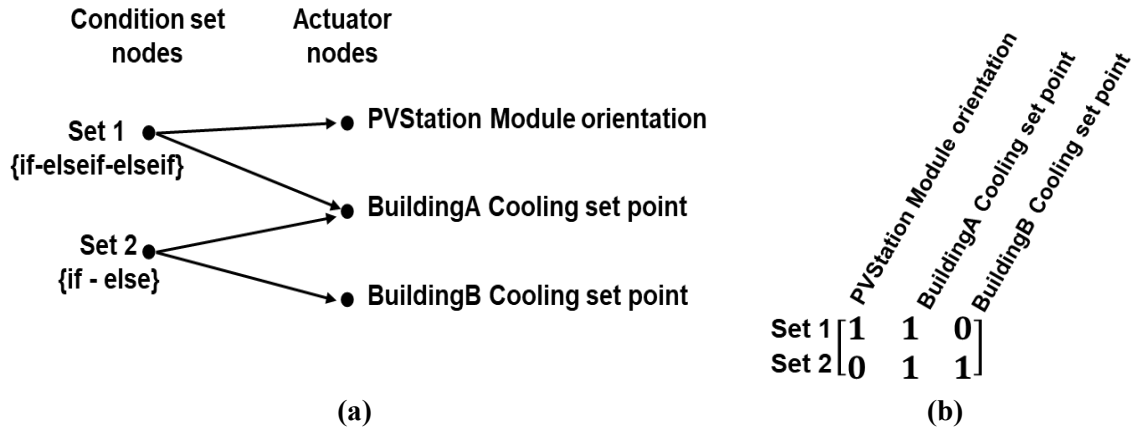 Condition set
nodes
Actuator
nodes
Set 1
{if-elseif-elseif}
Set 2
{if - else}
PVStation Module orientation
BuildingA Cooling set point
BuildingB Cooling set point
(a)
PVStation Module orientation
BuildingA Cooling set point
BuildingB Cooling set point
Set 1 [1 1 0]
Set 2 [0 1 1]
(b)